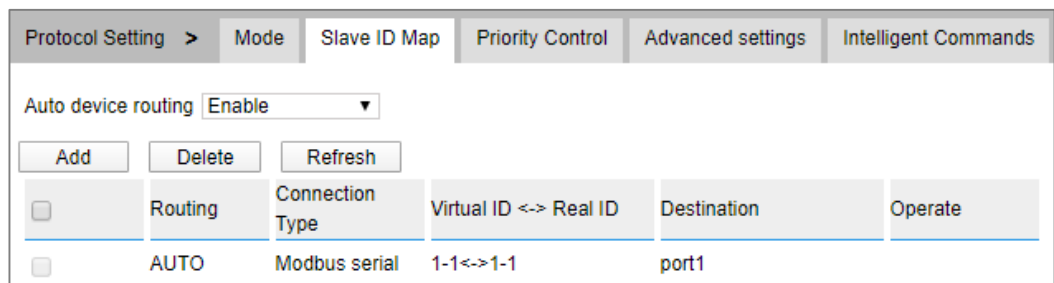 Protocol Setting > Mode Slave ID Map Priority Control Advanced settings Intelligent Commands
Auto device routing Enable ▼
Add Delete Refresh
Routing Connection Type Virtual ID <-> Real ID Destination Operate
AUTO Modbus serial 1-1<->1-1 port1